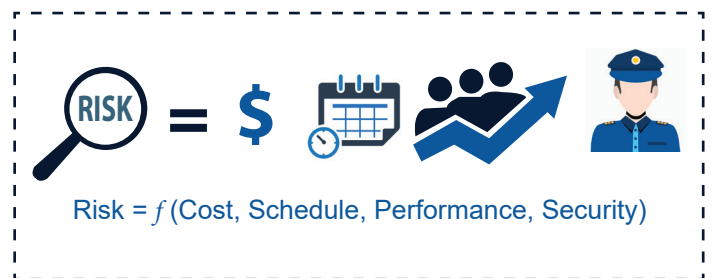 RISK = $
Risk = f (Cost, Schedule, Performance, Security)